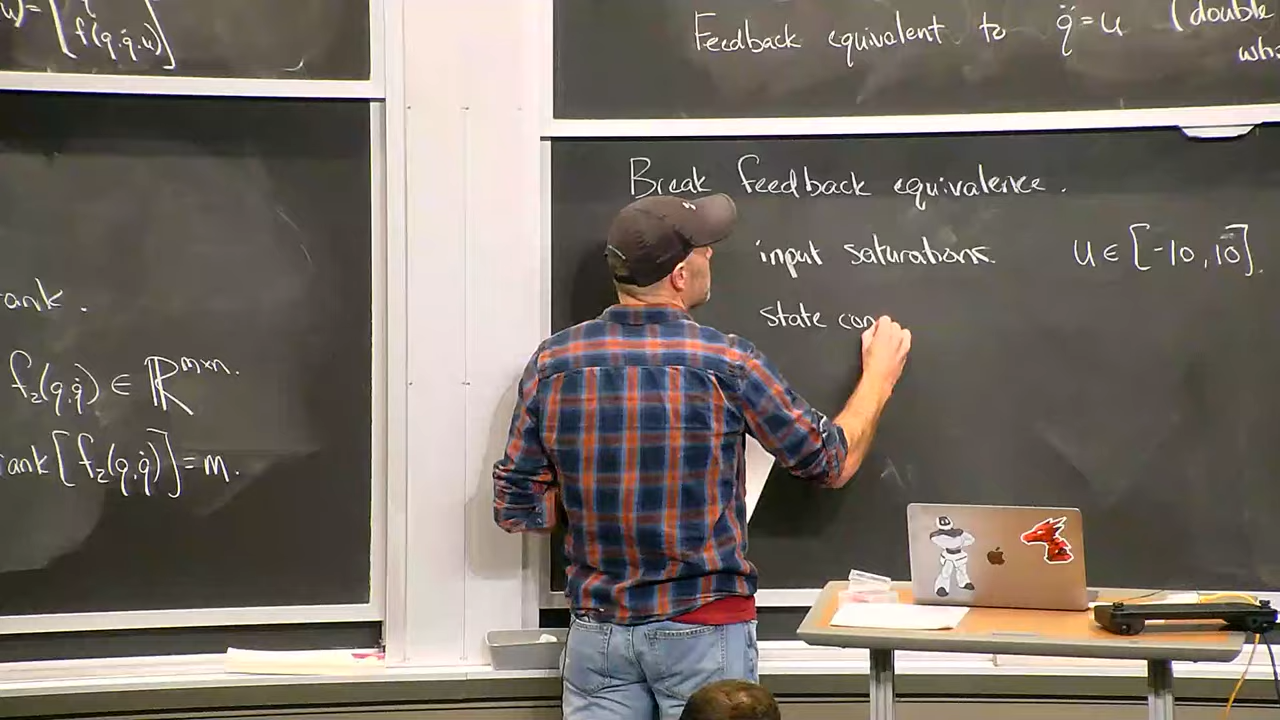 u)=
f(q,q̇,u)
ank.
f₂(q,q̇) ∈ ℝᵐˣⁿ.
ank[f₂(q,q̇)]=m.
Feedback equivalent to q̈=u (double
Break feedback equivalence.
input saturations u∈[-10,10].
state con